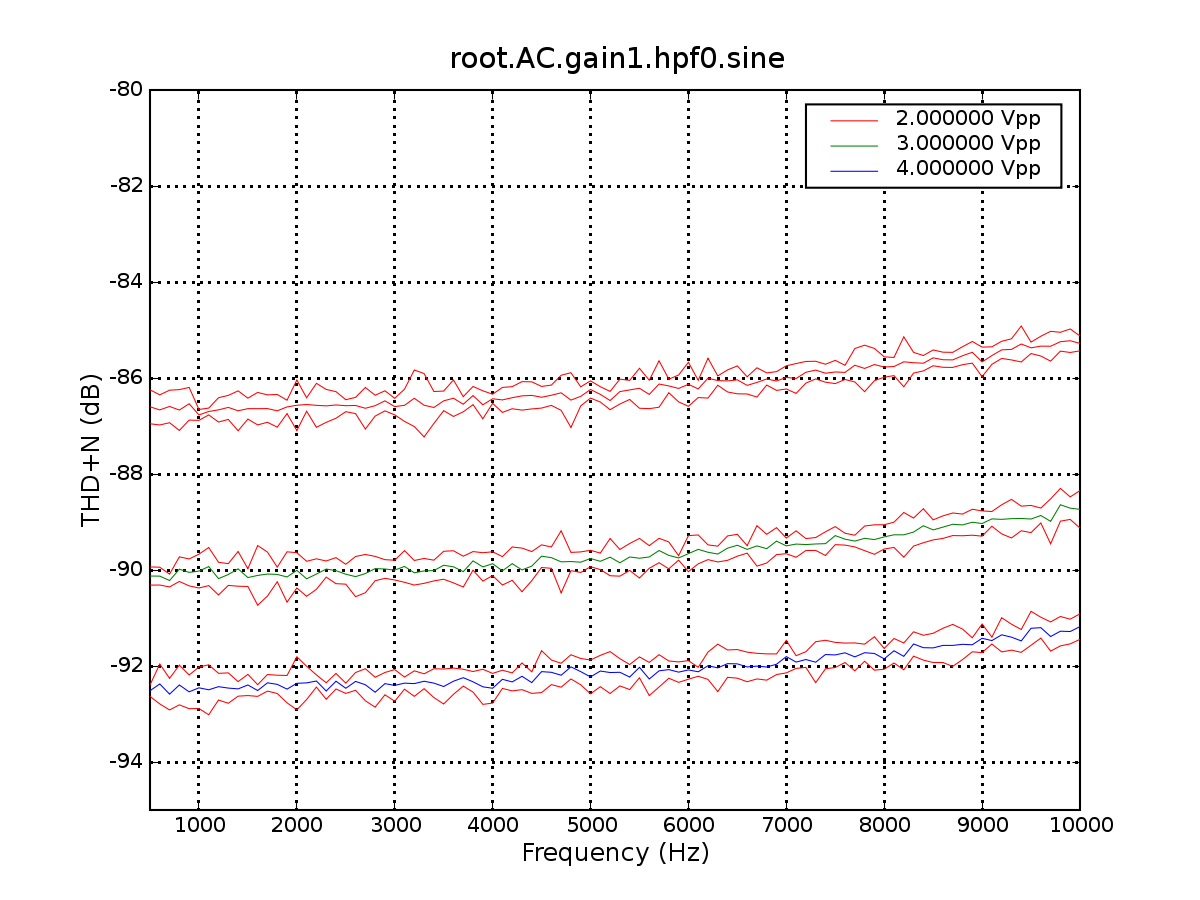 root.AC.gain1.hpf0.sine
2.000000 Vpp
3.000000 Vpp
4.000000 Vpp
-80
-82
-84
-86
-88
-90
-92
-94
THD+N (dB)
1000 2000 3000 4000 5000 6000 7000 8000 9000 10000
Frequency (Hz)